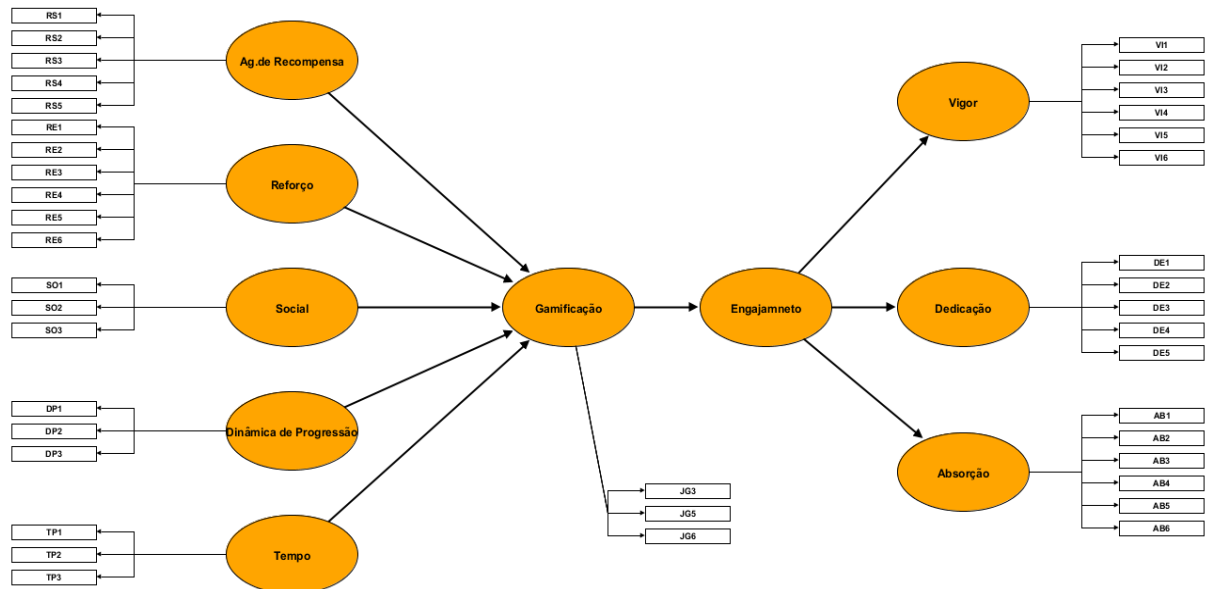 RS1
RS2
RS3
RS4
RS5
Ag.de Recompensa
RE1
RE2
RE3
RE4
RE5
RE6
Reforço
SO1
SO2
SO3
Social
DP1
DP2
DP3
Dinâmica de Progressão
TP1
TP2
TP3
Tempo
Gamificação
JG3
JG5
JG6
Engajamneto
Vigor
VI1
VI2
VI3
VI4
VI5
VI6
Dedicação
DE1
DE2
DE3
DE4
DE5
Absorção
AB1
AB2
AB3
AB4
AB5
AB6